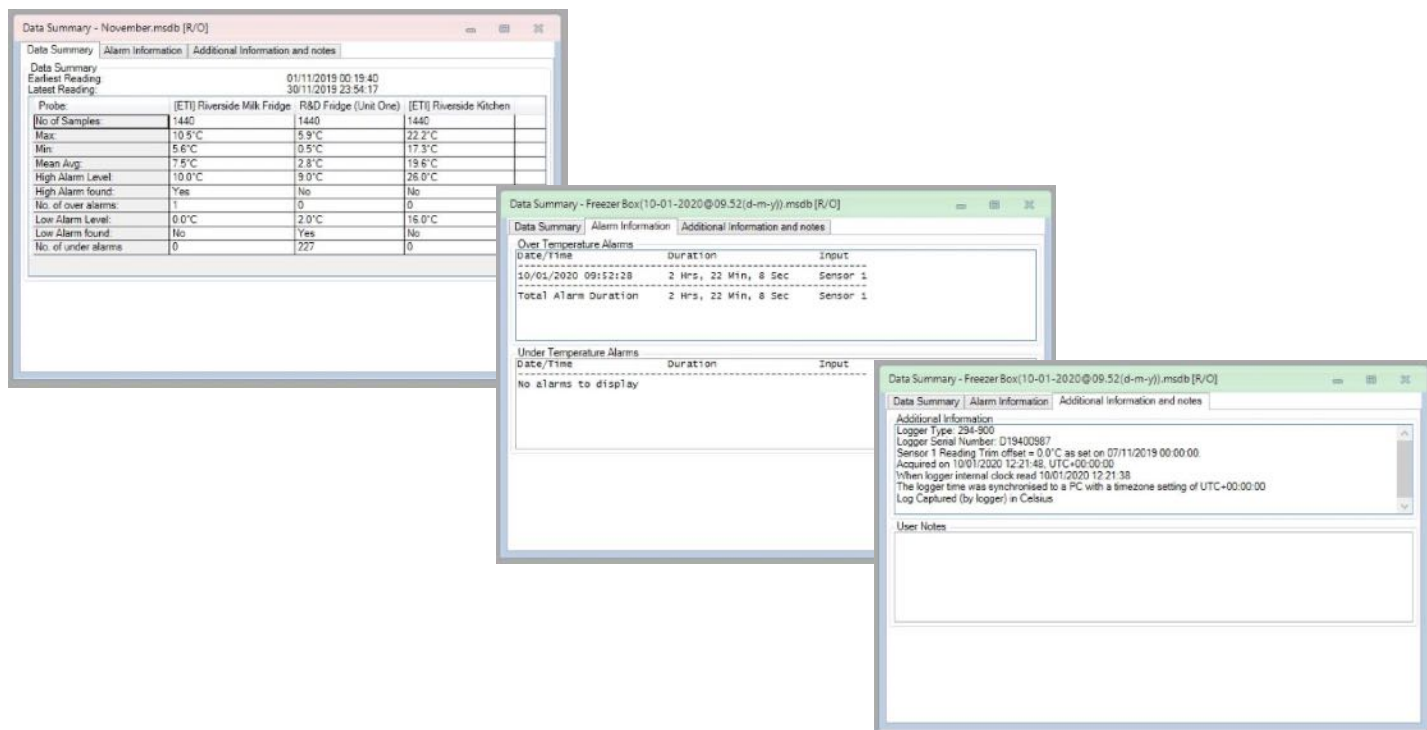 Data Summary - November.msdb [R/O]
Data Summary Alarm Information Additional Information and notes
Data Summary
Earliest Reading: 01/11/2019 00:19:40
Latest Reading: 30/11/2019 23:54:17
Probe: [ETI] Riverside Milk Fridge R&D Fridge (Unit One) [ETI] Riverside Kitchen
No of Samples: 1440 1440 1440
Max: 10.5°C 5.9°C 22.2°C
Min: 5.6°C 0.5°C 17.3°C
Mean Avg: 7.5°C 2.8°C 19.6°C
High Alarm Level: 10.0°C 9.0°C 26.0°C
High Alarm found: Yes No No
No. of over alarms: 1 0 0
Low Alarm Level: 0.0°C 2.0°C 16.0°C
Low Alarm found: No Yes No
No. of under alarms 0 227 0
Data Summary - Freezer Box(10-01-2020@09.52(d-m-y)).msdb [R/O]
Data Summary Alarm Information Additional Information and notes
Over Temperature Alarms
Date/Time Duration Input
10/01/2020 09:52:28 2 Hrs, 22 Min, 8 Sec Sensor 1
Total Alarm Duration 2 Hrs, 22 Min, 8 Sec Sensor 1
Under Temperature Alarms
Date/Time Duration Input
No alarms to display
Data Summary - Freezer Box(10-01-2020@09.52(d-m-y)).msdb [R/O]
Data Summary Alarm Information Additional Information and notes
Additional Information
Logger Type: 294-900
Logger Serial Number: D19400987
Sensor 1 Reading Trim offset = 0.0°C as set on 07/11/2019 00:00:00.
Acquired on 10/01/2020 12:21:48, UTC+00:00:00
When logger internal clock read 10/01/2020 12:21:38
The logger time was synchronised to a PC with a timezone setting of UTC+00:00:00
Log Captured (by logger) in Celsius
User Notes